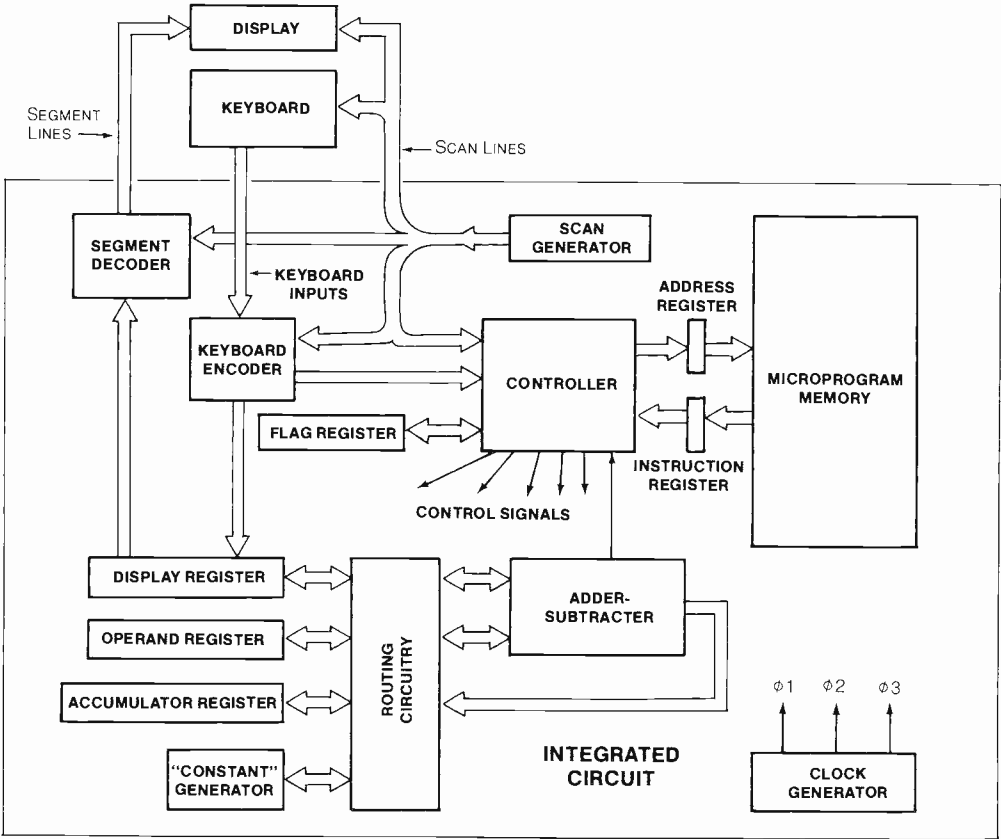 DISPLAY
KEYBOARD
SEGMENT
LINES
SCAN LINES
SEGMENT
DECODER
SCAN
GENERATOR
KEYBOARD
INPUTS
ADDRESS
REGISTER
KEYBOARD
ENCODER
CONTROLLER
MICROPROGRAM
MEMORY
FLAG REGISTER
INSTRUCTION
REGISTER
CONTROL SIGNALS
DISPLAY REGISTER
ADDER-
SUBTRACTER
OPERAND REGISTER
ROUTING
CIRCUITRY
ACCUMULATOR REGISTER
ϕ1 ϕ2 ϕ3
INTEGRATED
CIRCUIT
"CONSTANT"
GENERATOR
CLOCK
GENERATOR